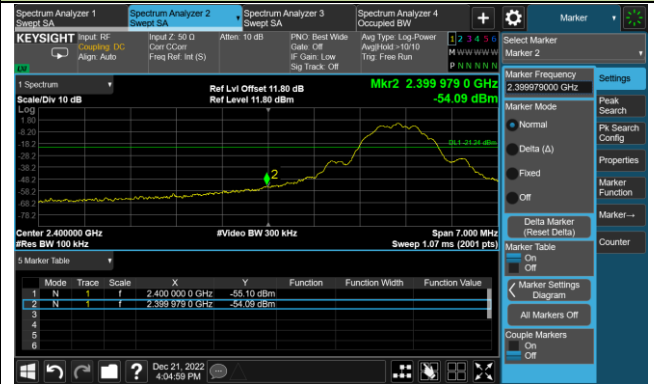 Spectrum Analyzer 1
Swept SA
Spectrum Analyzer 2
Swept SA
Spectrum Analyzer 3
Swept SA
Spectrum Analyzer 4
Occupied BW
+
Marker
KEYSIGHT
Input: RF
Coupling: DC
Align: Auto
Input Z: 50 Ω
Corr CCorr
Freq Ref: Int (S)
Atten: 10 dB
PNO: Best Wide
Gate: Off
IF Gain: Low
Sig Track: Off
Avg Type: Log-Power
Avg|Hold:>10/10
Trig: Free Run
1 2 3 4 5 6
M W W W W W
P N N N N N
LXI
Select Marker
Marker 2
1 Spectrum
Scale/Div 10 dB
Log
Ref Lvl Offset 11.80 dB
Ref Level 11.80 dBm
Mkr2 2.399 979 0 GHz
-54.09 dBm
1.80
-8.20
-18.2
-28.2
-38.2
-48.2
-58.2
-68.2
-78.2
DL1 -21.24 dBm
2
Center 2.400000 GHz
#Res BW 100 kHz
#Video BW 300 kHz
Span 7.000 MHz
Sweep 1.07 ms (2001 pts)
5 Marker Table
Mode Trace Scale X Y Function Function Width Function Value
1 N 1 f 2.400 000 0 GHz -55.10 dBm
2 N 1 f 2.399 979 0 GHz -54.09 dBm
3
4
5
6
Marker Frequency
2.399979000 GHz
Marker Mode
Normal
Delta (Δ)
Fixed
Off
Delta Marker
(Reset Delta)
Marker Table
On
Off
Marker Settings
Diagram
All Markers Off
Couple Markers
On
Off
Settings
Peak
Search
Pk Search
Config
Properties
Marker
Function
Marker→
Counter
?
Dec 21, 2022
4:04:59 PM